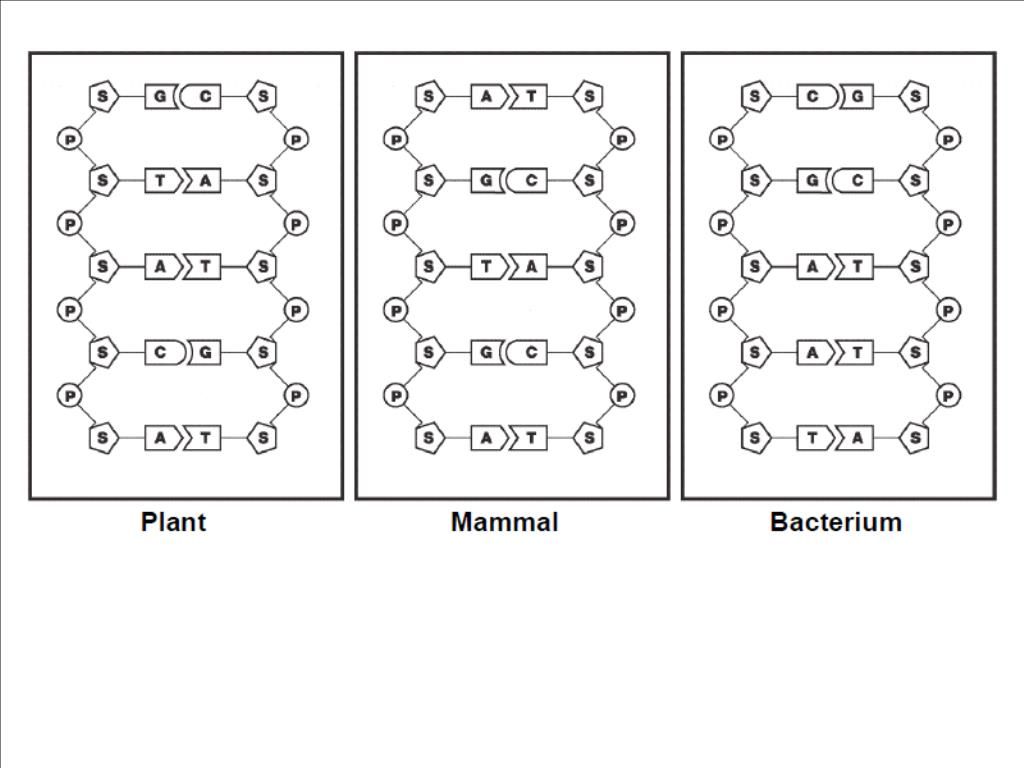 S G C S S A T S S C G S
P P P P P P
S T A S S G C S S G C S
P P P P P P
S A T S S T A S S A T S
P P P P P P
S C G S S G C S S A T S
P P P P P P
S A T S S A T S S T A S
Plant Mammal Bacterium